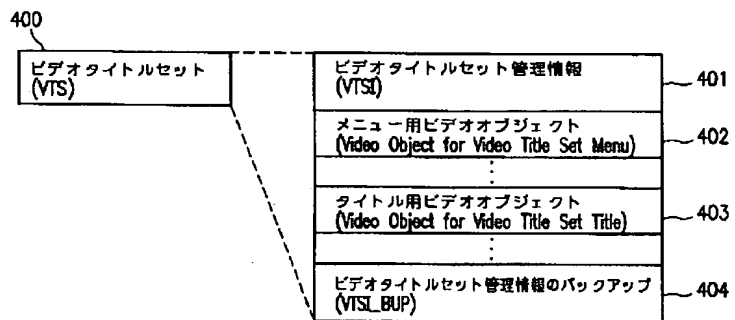 400
ビデオタイトルセット
(VTS)
ビデオタイトルセット管理情報
(VTSI)
401
メニュー用ビデオオブジェクト
(Video Object for Video Title Set Menu)
402
タイトル用ビデオオブジェクト
(Video Object for Video Title Set Title)
403
ビデオタイトルセット管理情報のバックアップ
(VTSI_BUP)
404